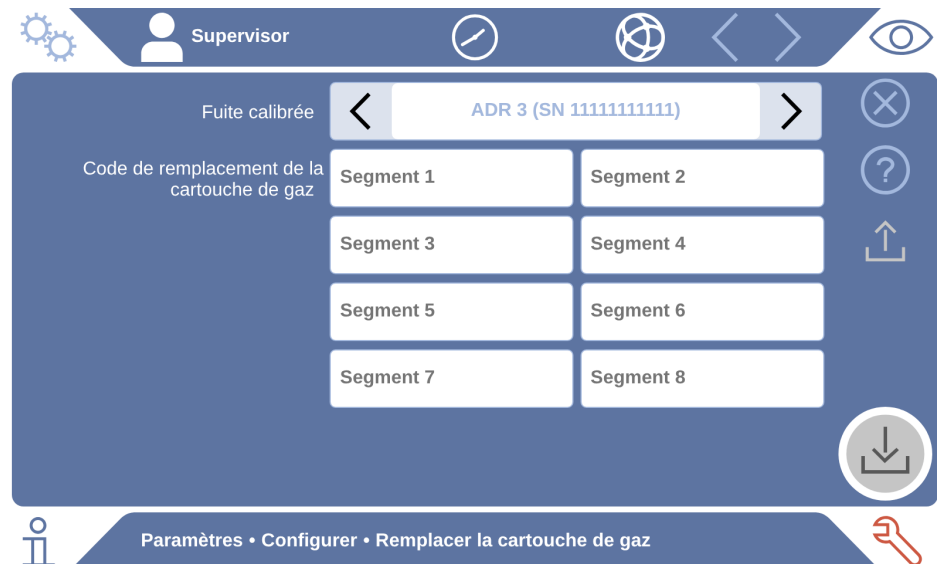 Supervisor
Fuite calibrée
ADR 3 (SN 11111111111)
Code de remplacement de la
cartouche de gaz
Segment 1
Segment 2
Segment 3
Segment 4
Segment 5
Segment 6
Segment 7
Segment 8
Paramètres • Configurer • Remplacer la cartouche de gaz